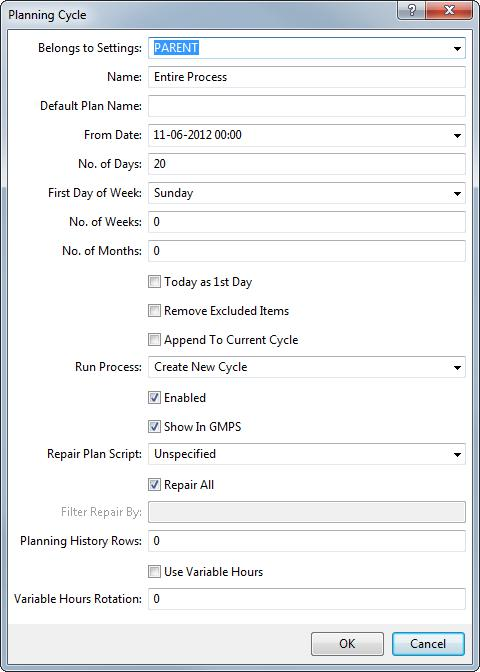 Planning Cycle
Belongs to Settings: PARENT
Name: Entire Process
Default Plan Name:
From Date: 11-06-2012 00:00
No. of Days: 20
First Day of Week: Sunday
No. of Weeks: 0
No. of Months: 0
Today as 1st Day
Remove Excluded Items
Append To Current Cycle
Run Process: Create New Cycle
Enabled
Show In GMPS
Repair Plan Script: Unspecified
Repair All
Filter Repair By:
Planning History Rows: 0
Use Variable Hours
Variable Hours Rotation: 0
OK Cancel